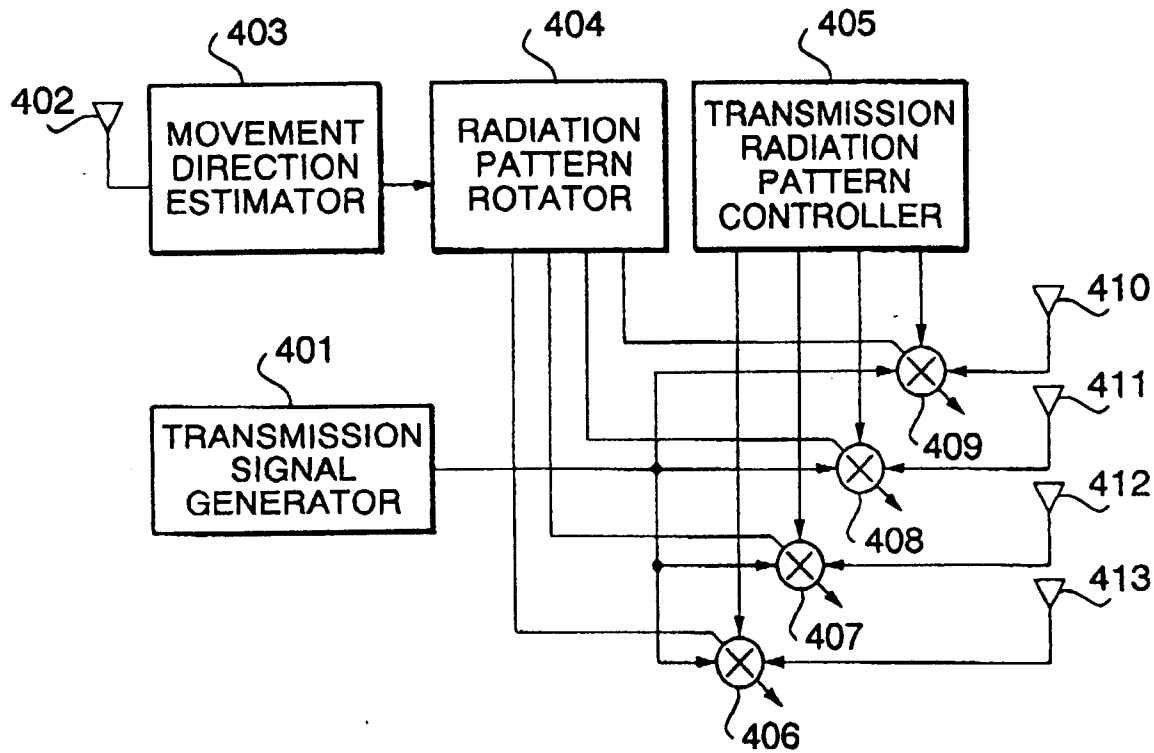 403
404
405
402
MOVEMENT
DIRECTION
ESTIMATOR
RADIATION
PATTERN
ROTATOR
TRANSMISSION
RADIATION
PATTERN
CONTROLLER
410
401
411
TRANSMISSION
SIGNAL
GENERATOR
409
412
408
413
407
406